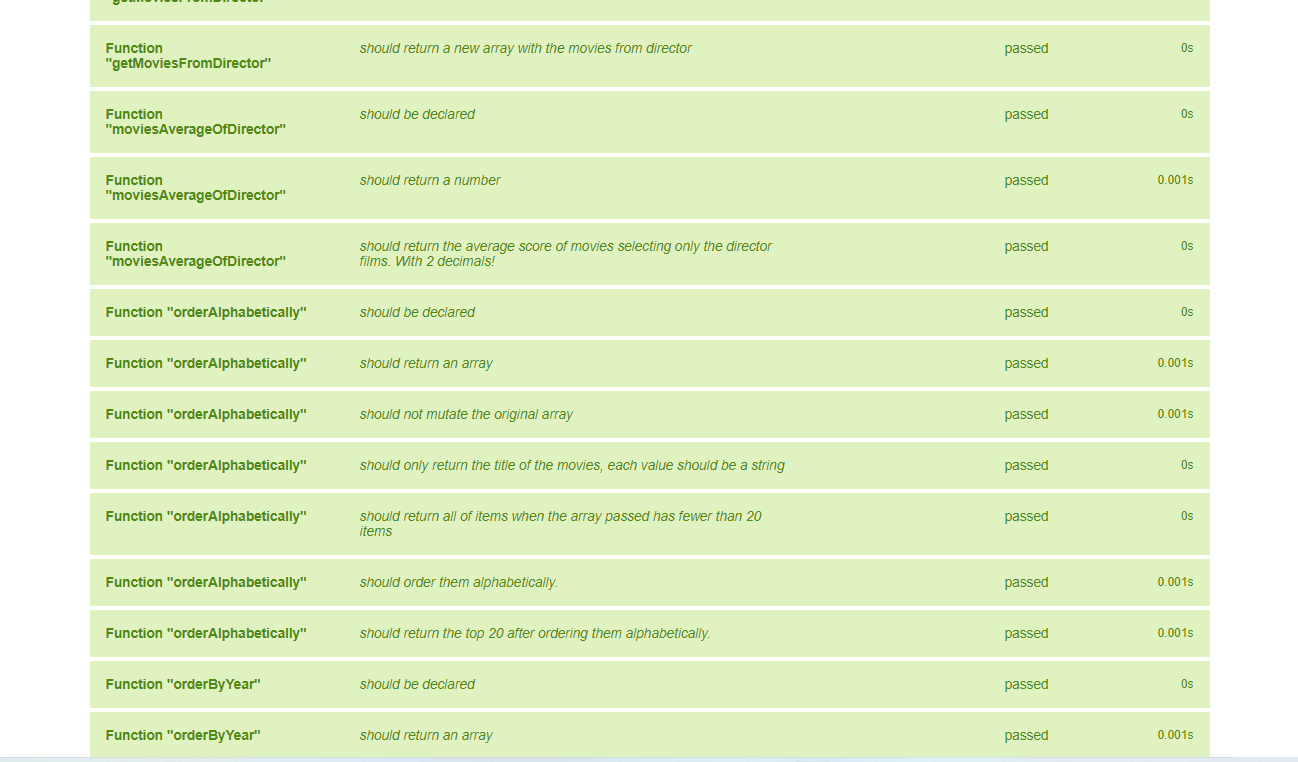 "getMoviesFromDirector"
Function should return a new array with the movies from director passed 0s
"getMoviesFromDirector"
Function should be declared passed 0s
"moviesAverageOfDirector"
Function should return a number passed 0.001s
"moviesAverageOfDirector"
Function should return the average score of movies selecting only the director passed 0s
"moviesAverageOfDirector" films. With 2 decimals!
Function "orderAlphabetically" should be declared passed 0s
Function "orderAlphabetically" should return an array passed 0.001s
Function "orderAlphabetically" should not mutate the original array passed 0.001s
Function "orderAlphabetically" should only return the title of the movies, each value should be a string passed 0s
Function "orderAlphabetically" should return all of items when the array passed has fewer than 20 passed 0s
items
Function "orderAlphabetically" should order them alphabetically. passed 0.001s
Function "orderAlphabetically" should return the top 20 after ordering them alphabetically. passed 0.001s
Function "orderByYear" should be declared passed 0s
Function "orderByYear" should return an array passed 0.001s